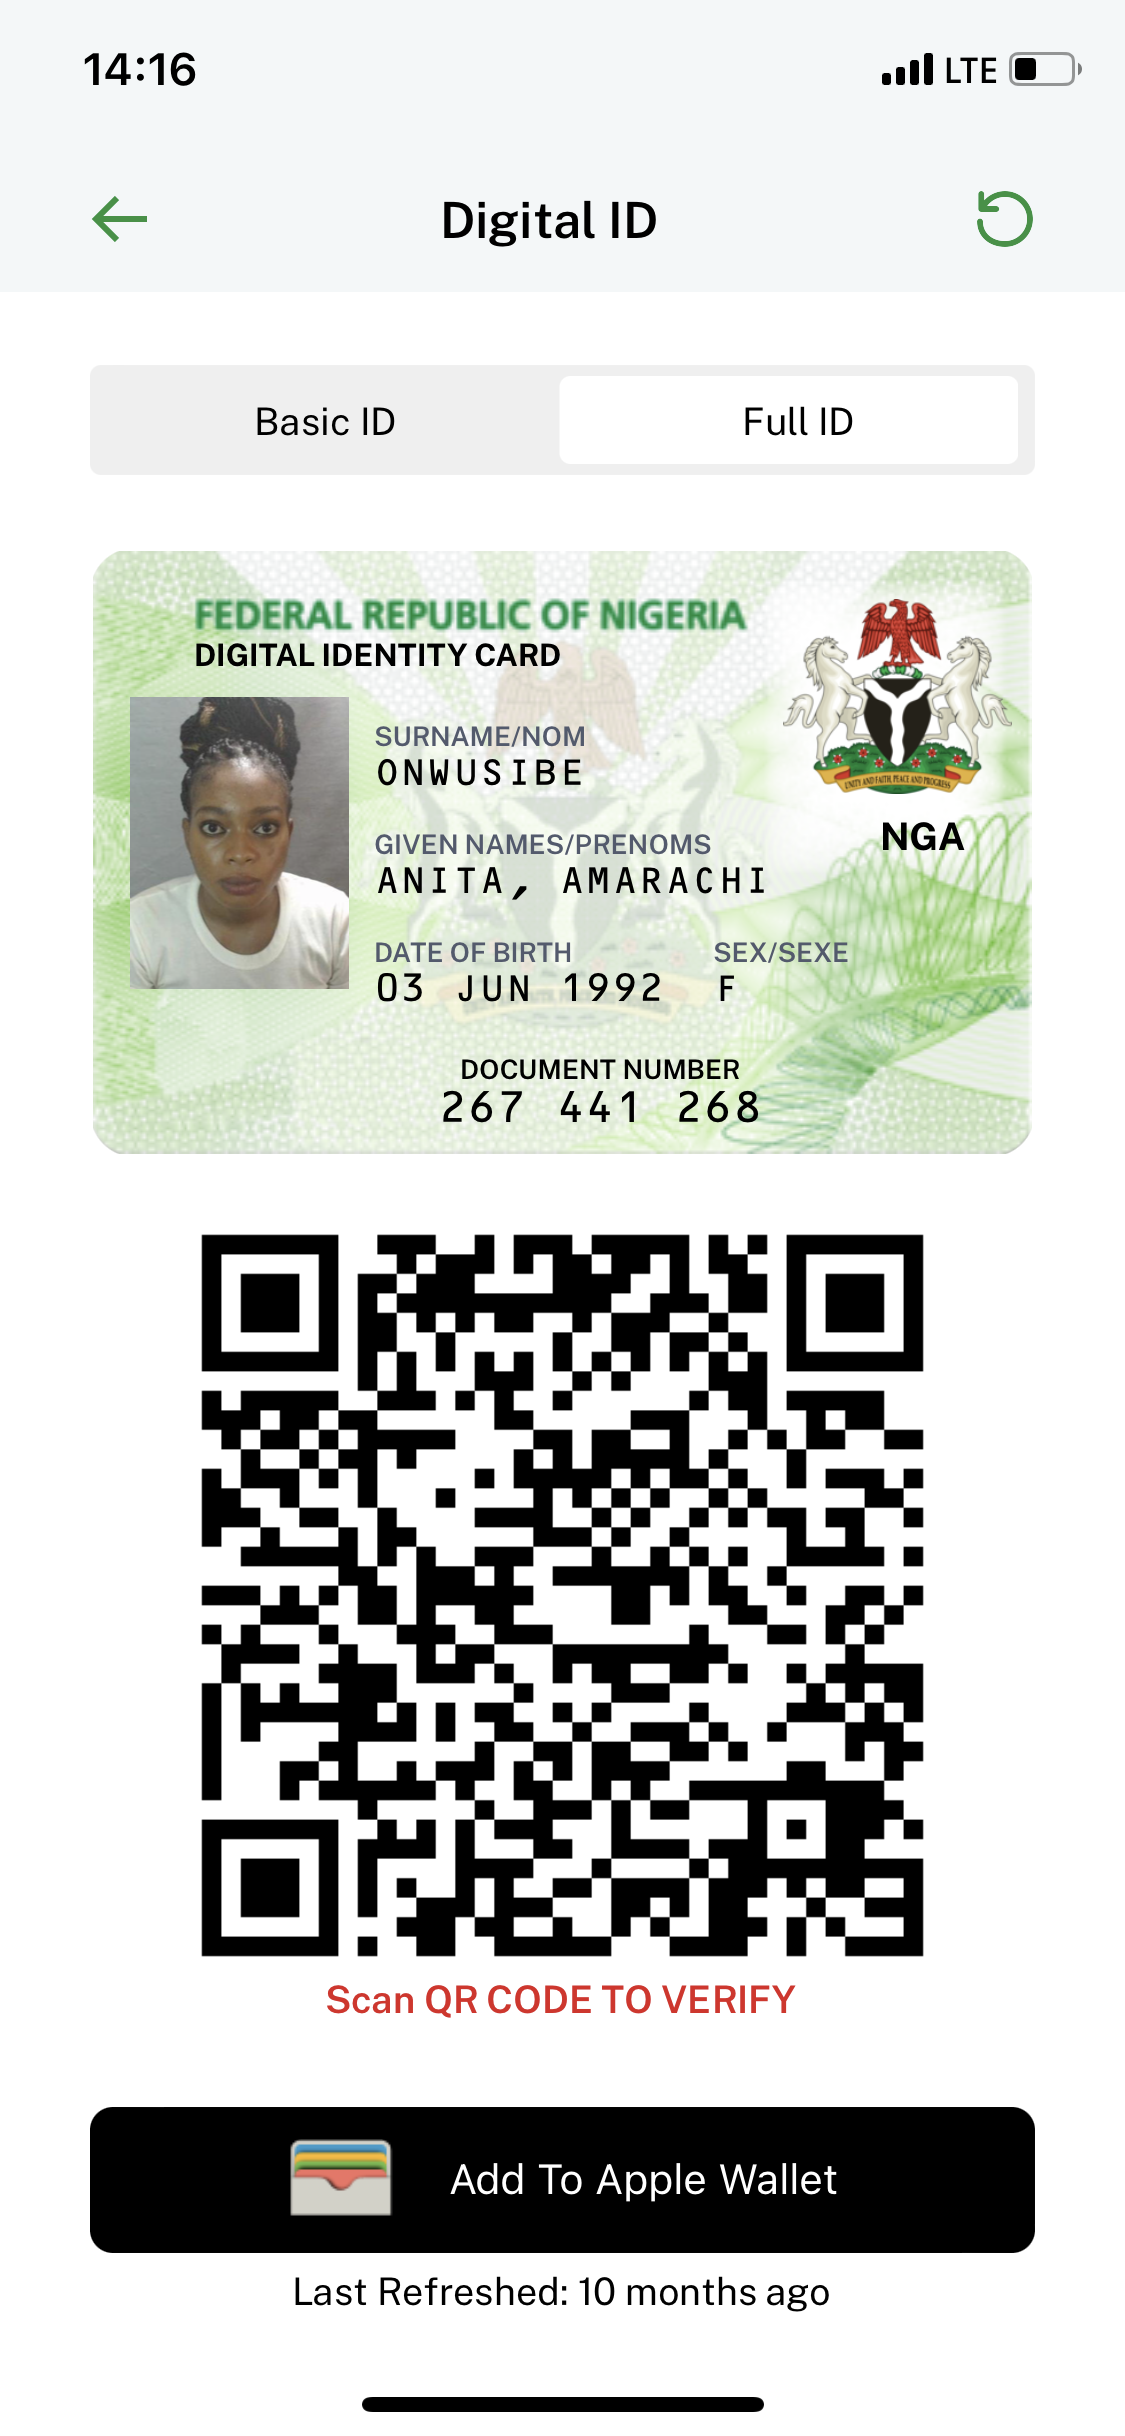 14:16
LTE
Digital ID
Basic ID
Full ID
FEDERAL REPUBLIC OF NIGERIA
DIGITAL IDENTITY CARD
SURNAME/NOM
ONWUSIBE
GIVEN NAMES/PRENOMS
ANITA, AMARACHI
DATE OF BIRTH
SEX/SEXE
03 JUN 1992
F
DOCUMENT NUMBER
267 441 268
UNITY AND FAITH, PEACE AND PROGRESS
NGA
Scan QR CODE TO VERIFY
Add To Apple Wallet
Last Refreshed: 10 months ago